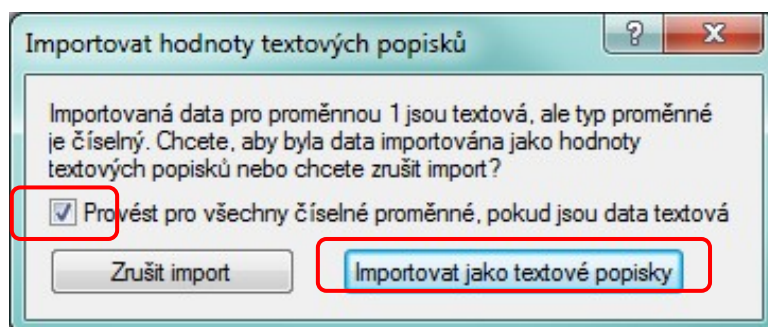 Importovat hodnoty textových popisků
Importovaná data pro proměnnou 1 jsou textová, ale typ proměnné
je číselný. Chcete, aby byla data importována jako hodnoty
textových popisků nebo chcete zrušit import?
Provést pro všechny číselné proměnné, pokud jsou data textová
Zrušit import
Importovat jako textové popisky